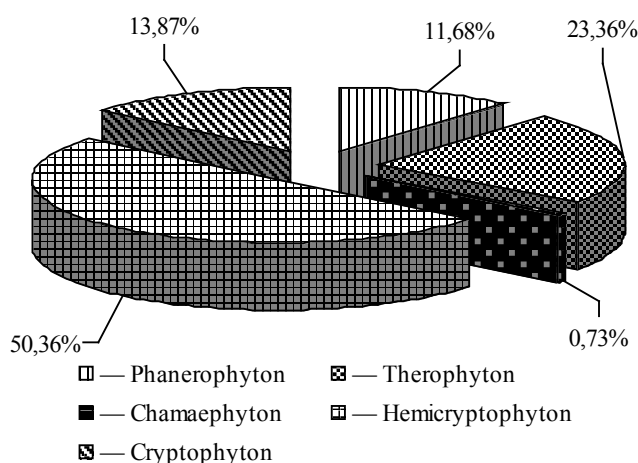 13,87%
11,68%
23,36%
50,36%
0,73%
— Phanerophyton
— Therophyton
— Chamaephyton
— Hemicryptophyton
— Cryptophyton